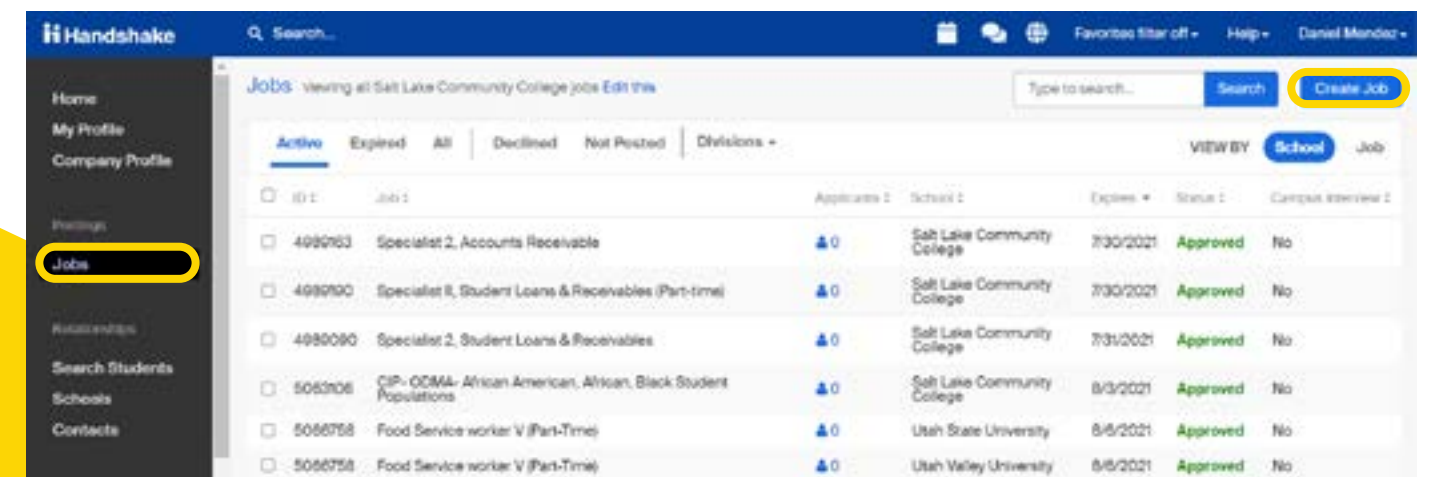 Handshake
Search...
Favorites filter off
Help
Daniel Mendez
Home
My Profile
Company Profile
Postings
Jobs
Relationships
Search Students
Schools
Contacts
Jobs viewing all Salt Lake Community College jobs Edit this
Type to search...
Search
Create Job
Active Expired All Declined Not Posted Divisions
VIEW BY School Job
ID Job Applicants School Expires Status Campus Interview
4989163 Specialist 2, Accounts Receivable 0 Salt Lake Community College 7/30/2021 Approved No
4989190 Specialist II, Student Loans & Receivables (Part-time) 0 Salt Lake Community College 7/30/2021 Approved No
4989090 Specialist 2, Student Loans & Receivables 0 Salt Lake Community College 7/31/2021 Approved No
5063106 CIP- ODMA- African American, African, Black Student Populations 0 Salt Lake Community College 8/3/2021 Approved No
5066758 Food Service worker V (Part-Time) 0 Utah State University 8/6/2021 Approved No
5066758 Food Service worker V (Part-Time) 0 Utah Valley University 8/6/2021 Approved No